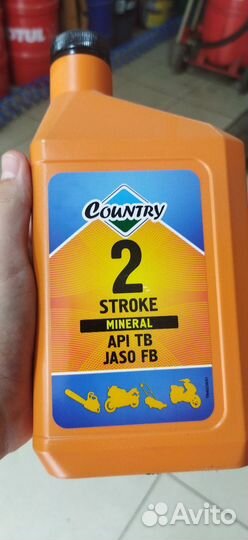 MOTUL
COUNTRY
2
STROKE
MINERAL
API TB
JASO FB
Avito